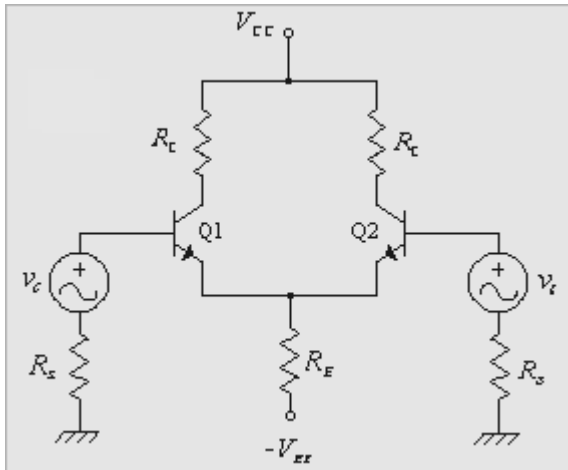 V_CC
R_C
R_C
Q1
Q2
+
+
v_c
v_c
R_s
R_E
R_s
-V_EE